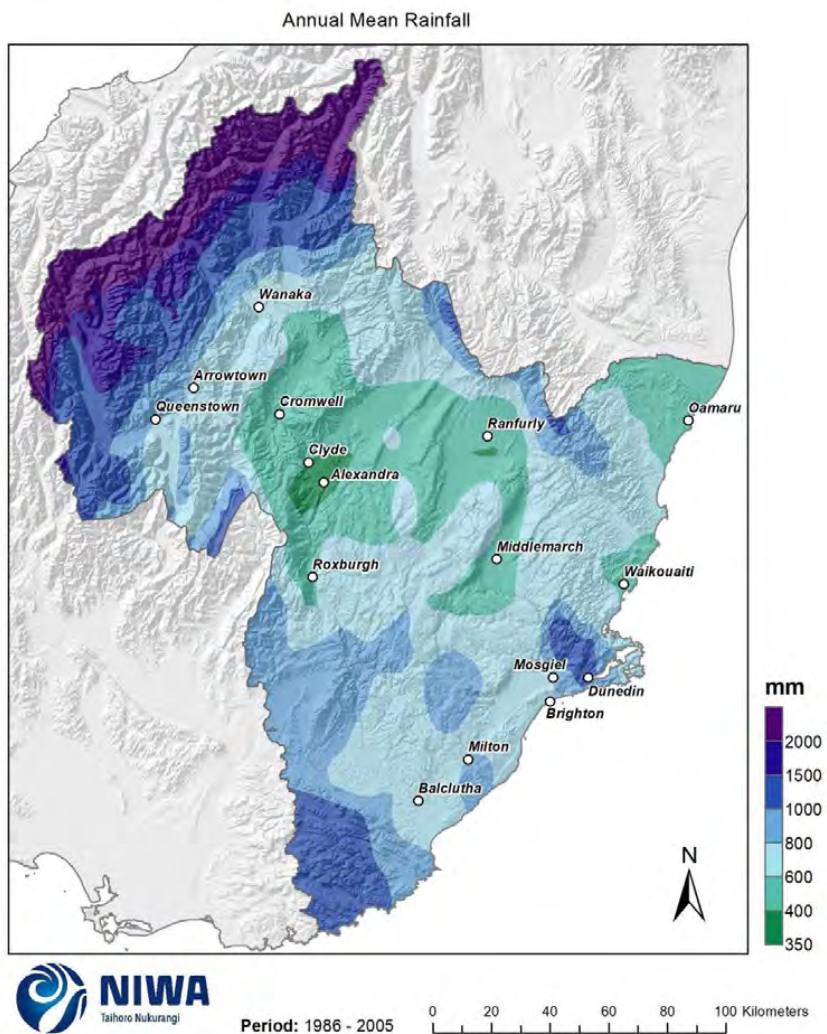 Annual Mean Rainfall
Wanaka
Arrowtown
Queenstown
Cromwell
Ranfurly
Oamaru
Clyde
Alexandra
Middlemarch
Roxburgh
Waikouaiti
Mosgiel
Dunedin
Brighton
Milton
Balclutha
mm
2000
1500
1000
800
600
400
350
N
NIWA
Taihoro Nukurangi
Period: 1986 - 2005
0 20 40 60 80 100 Kilometers